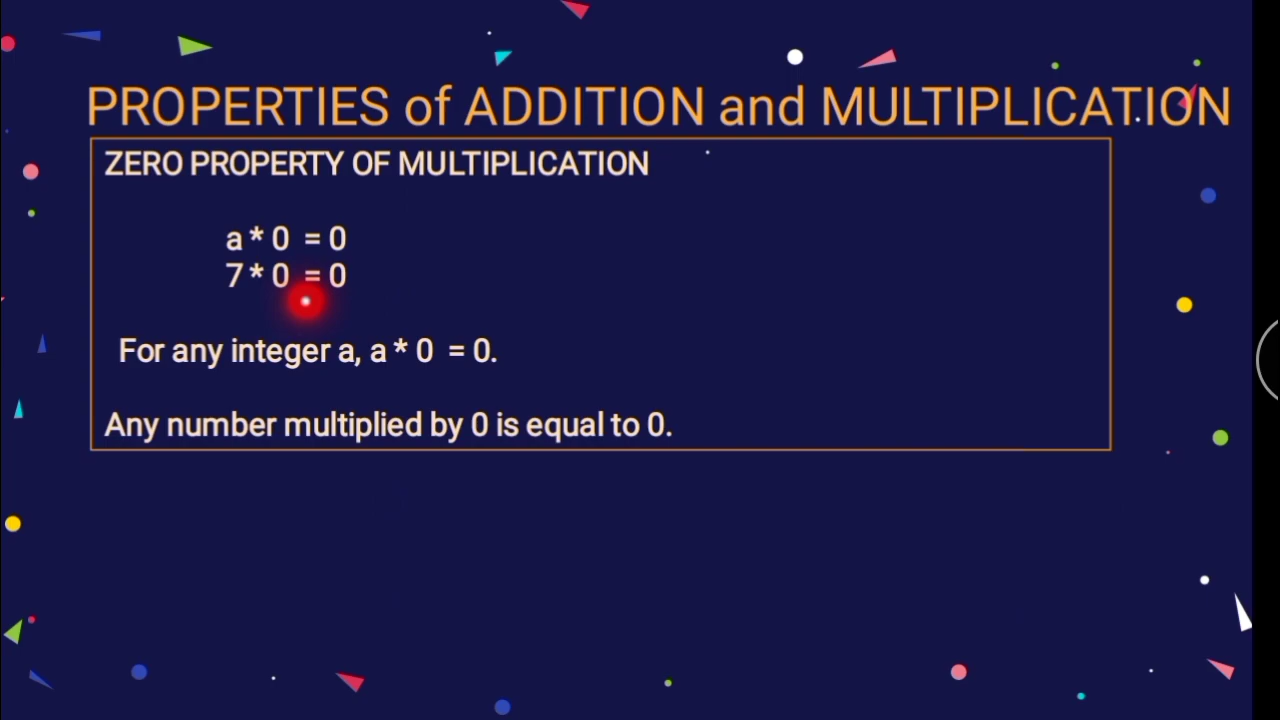 PROPERTIES of ADDITION and MULTIPLICATION
ZERO PROPERTY OF MULTIPLICATION
a * 0 = 0
7 * 0 = 0
For any integer a, a * 0 = 0.
Any number multiplied by 0 is equal to 0.